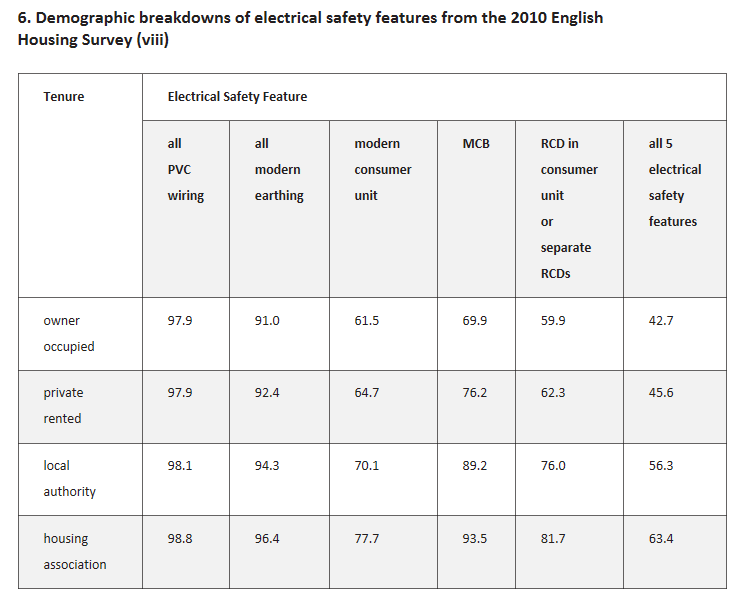 6. Demographic breakdowns of electrical safety features from the 2010 English
Housing Survey (viii)
Tenure
Electrical Safety Feature
all
PVC
wiring
all
modern
earthing
modern
consumer
unit
MCB
RCD in
consumer
unit
or
separate
RCDs
all 5
electrical
safety
features
owner
occupied
97.9
91.0
61.5
69.9
59.9
42.7
private
rented
97.9
92.4
64.7
76.2
62.3
45.6
local
authority
98.1
94.3
70.1
89.2
76.0
56.3
housing
association
98.8
96.4
77.7
93.5
81.7
63.4